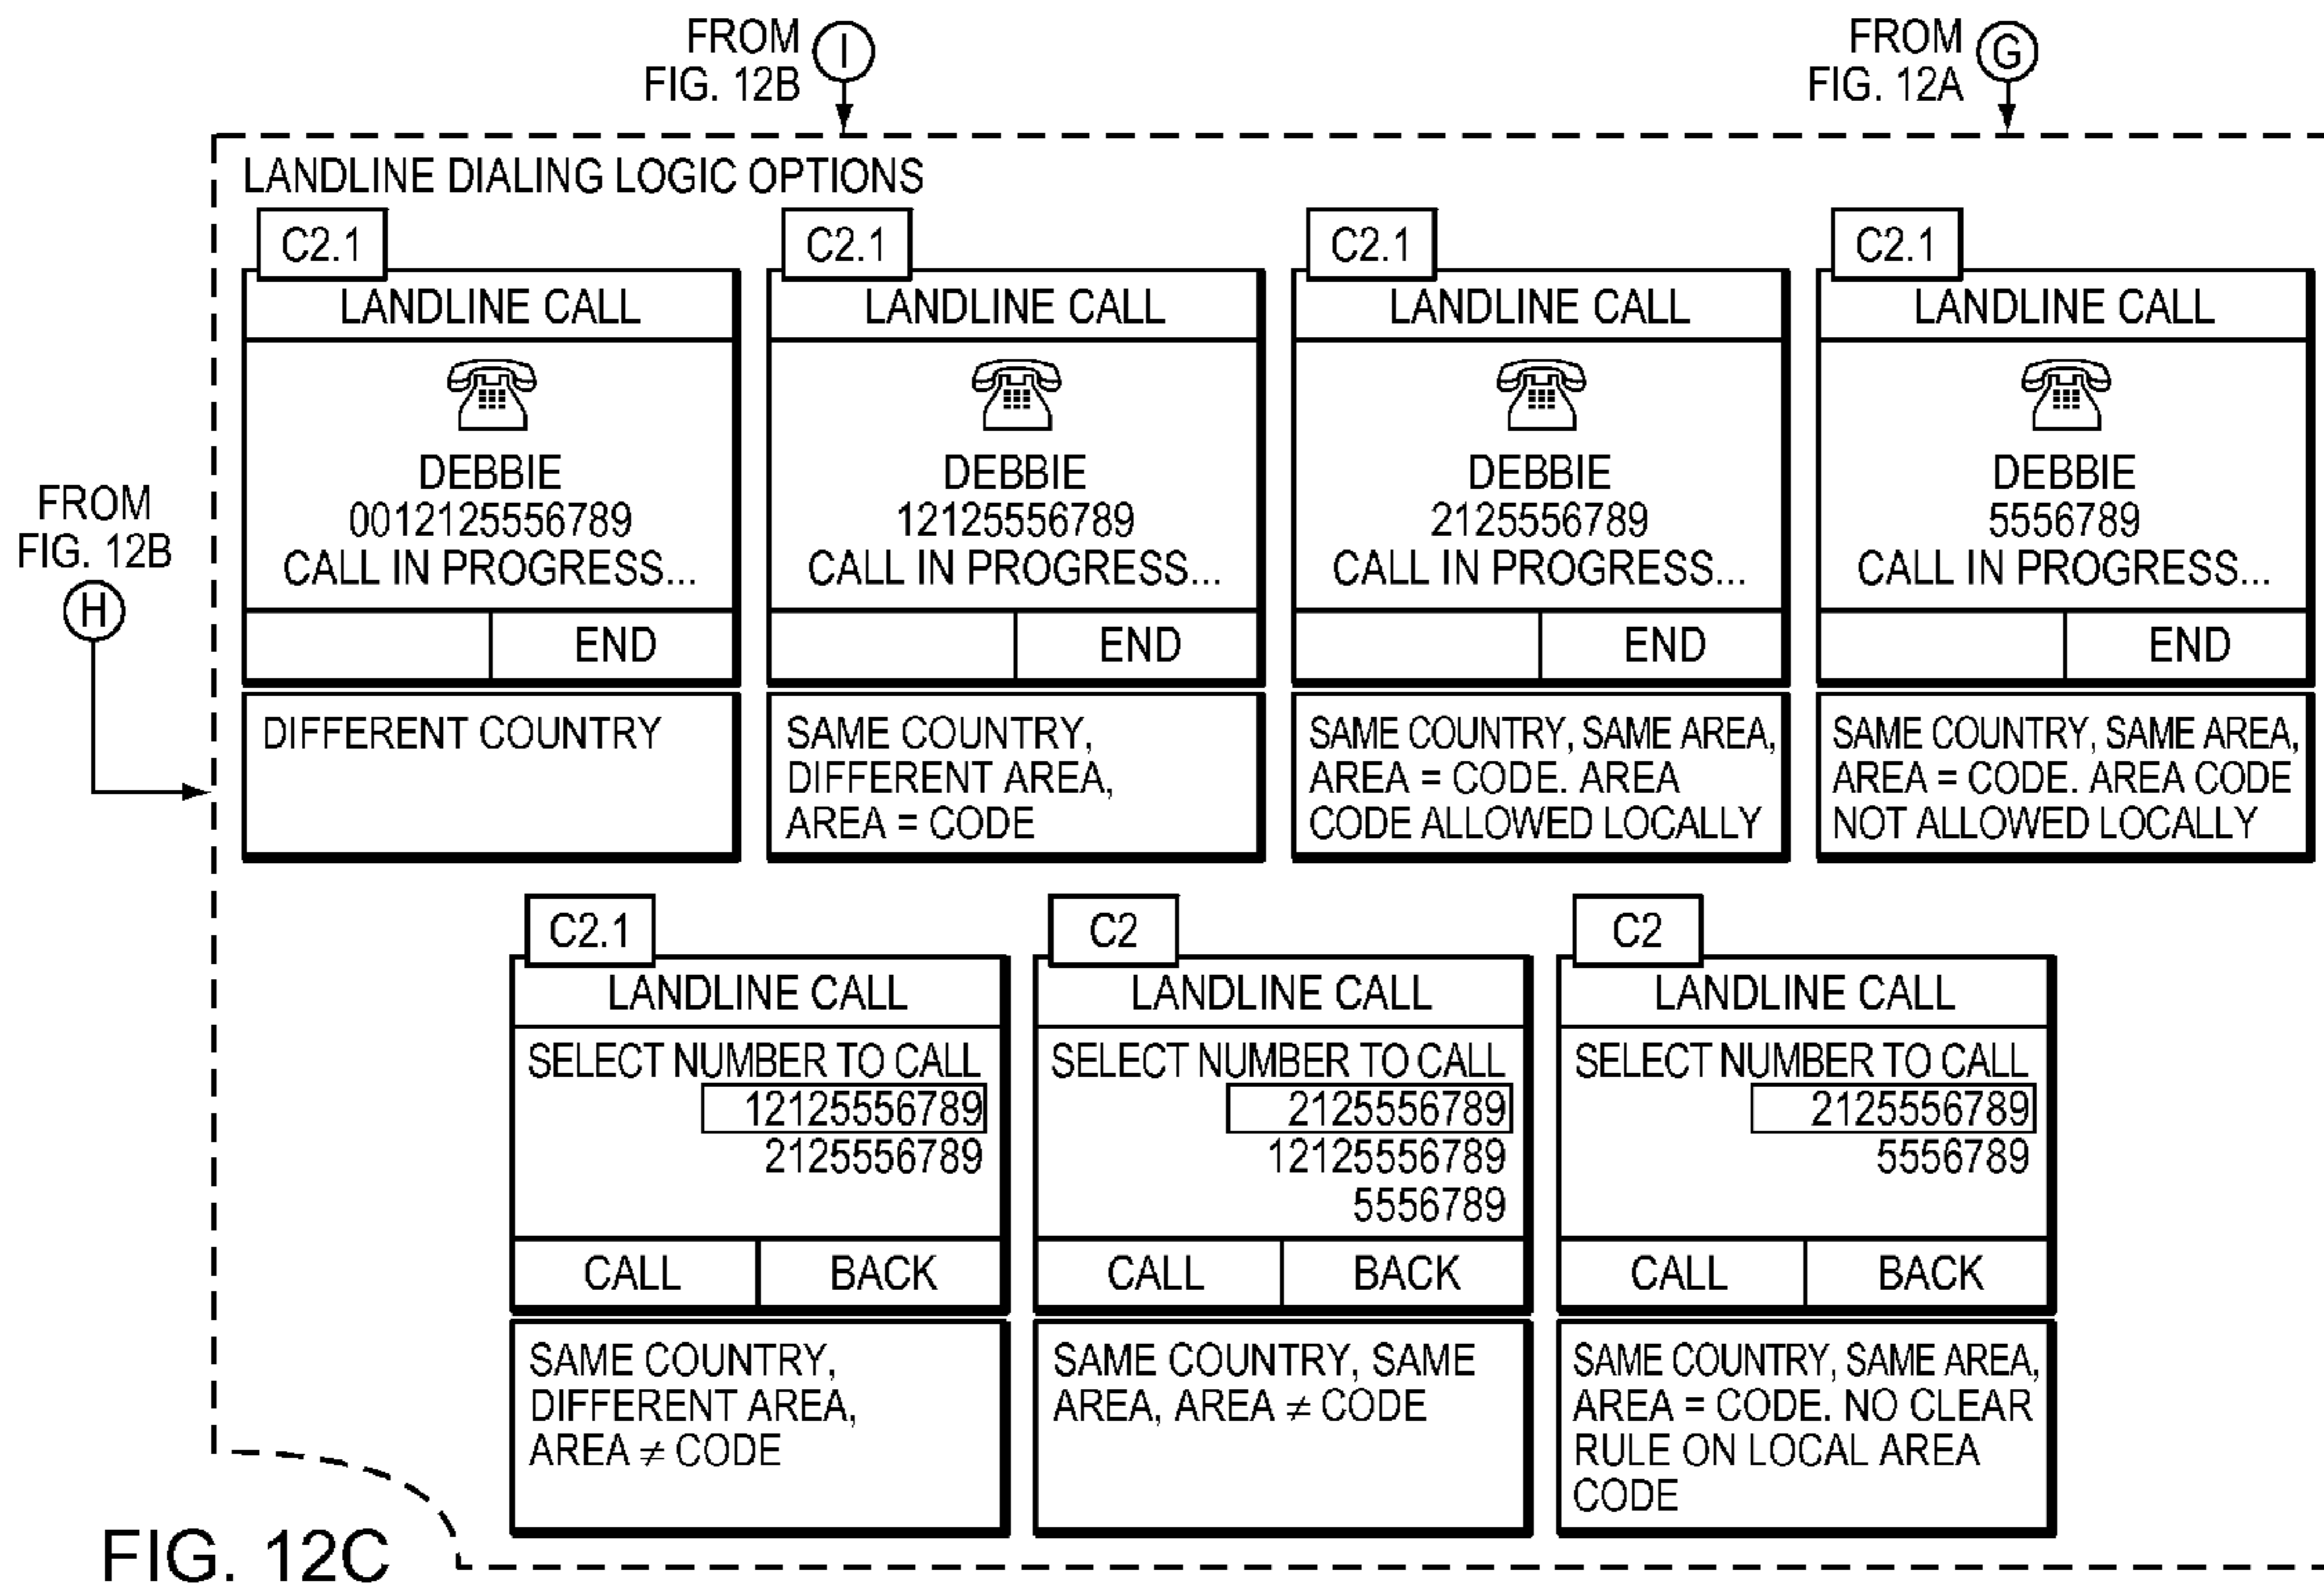 FROM
FIG. 12B
I
FROM
FIG. 12A
G
LANDLINE DIALING LOGIC OPTIONS
C2.1
LANDLINE CALL
DEBBIE
0012125556789
CALL IN PROGRESS...
END
DIFFERENT COUNTRY
C2.1
LANDLINE CALL
DEBBIE
12125556789
CALL IN PROGRESS...
END
SAME COUNTRY,
DIFFERENT AREA,
AREA = CODE
C2.1
LANDLINE CALL
DEBBIE
2125556789
CALL IN PROGRESS...
END
SAME COUNTRY, SAME AREA,
AREA = CODE. AREA
CODE ALLOWED LOCALLY
C2.1
LANDLINE CALL
DEBBIE
5556789
CALL IN PROGRESS...
END
SAME COUNTRY, SAME AREA,
AREA = CODE. AREA CODE
NOT ALLOWED LOCALLY
FROM
FIG. 12B
H
C2.1
LANDLINE CALL
SELECT NUMBER TO CALL
12125556789
2125556789
CALL BACK
SAME COUNTRY,
DIFFERENT AREA,
AREA ≠ CODE
C2
LANDLINE CALL
SELECT NUMBER TO CALL
2125556789
12125556789
5556789
CALL BACK
SAME COUNTRY, SAME
AREA, AREA ≠ CODE
C2
LANDLINE CALL
SELECT NUMBER TO CALL
2125556789
5556789
CALL BACK
SAME COUNTRY, SAME AREA,
AREA = CODE. NO CLEAR
RULE ON LOCAL AREA
CODE
FIG. 12C